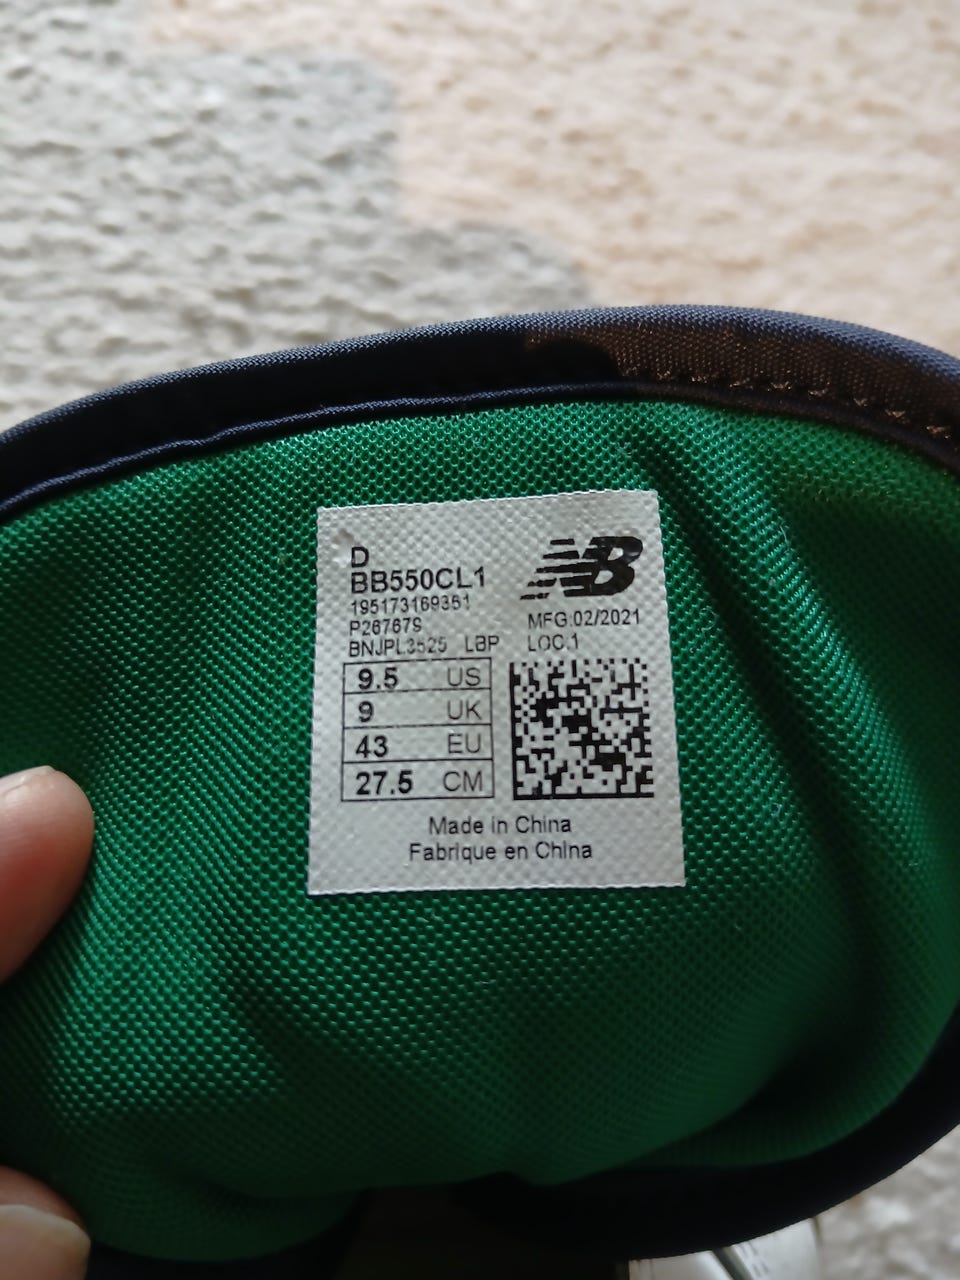 D
BB550CL1
NB
195173169351
P267679
MFG:02/2021
BNJPL3525 LBP
LOC.1
9.5 US
9 UK
43 EU
27.5 CM
Made in China
Fabrique en China